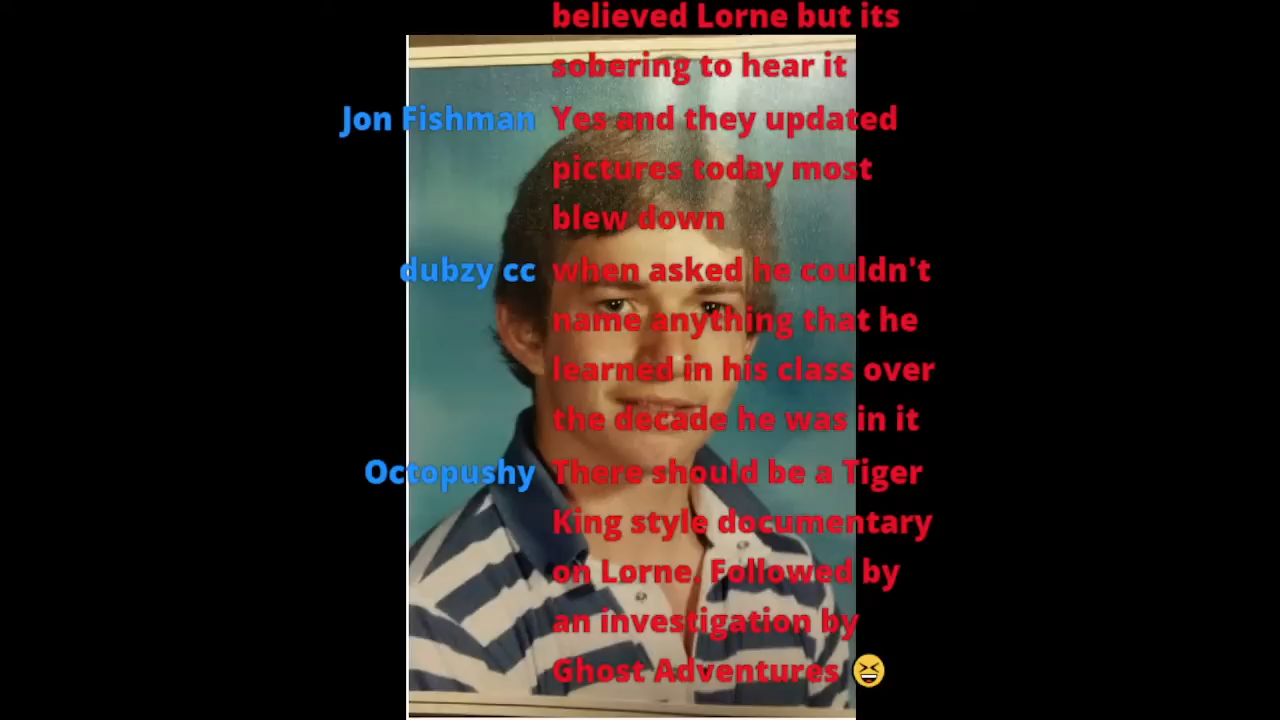 believed Lorne but its
sobering to hear it
Jon Fishman Yes and they updated
pictures today most
blew down
dubzy cc when asked he couldn't
name anything that he
learned in his class over
the decade he was in it
Octopushy There should be a Tiger
King style documentary
on Lorne. Followed by
an investigation by
Ghost Adventures 😆